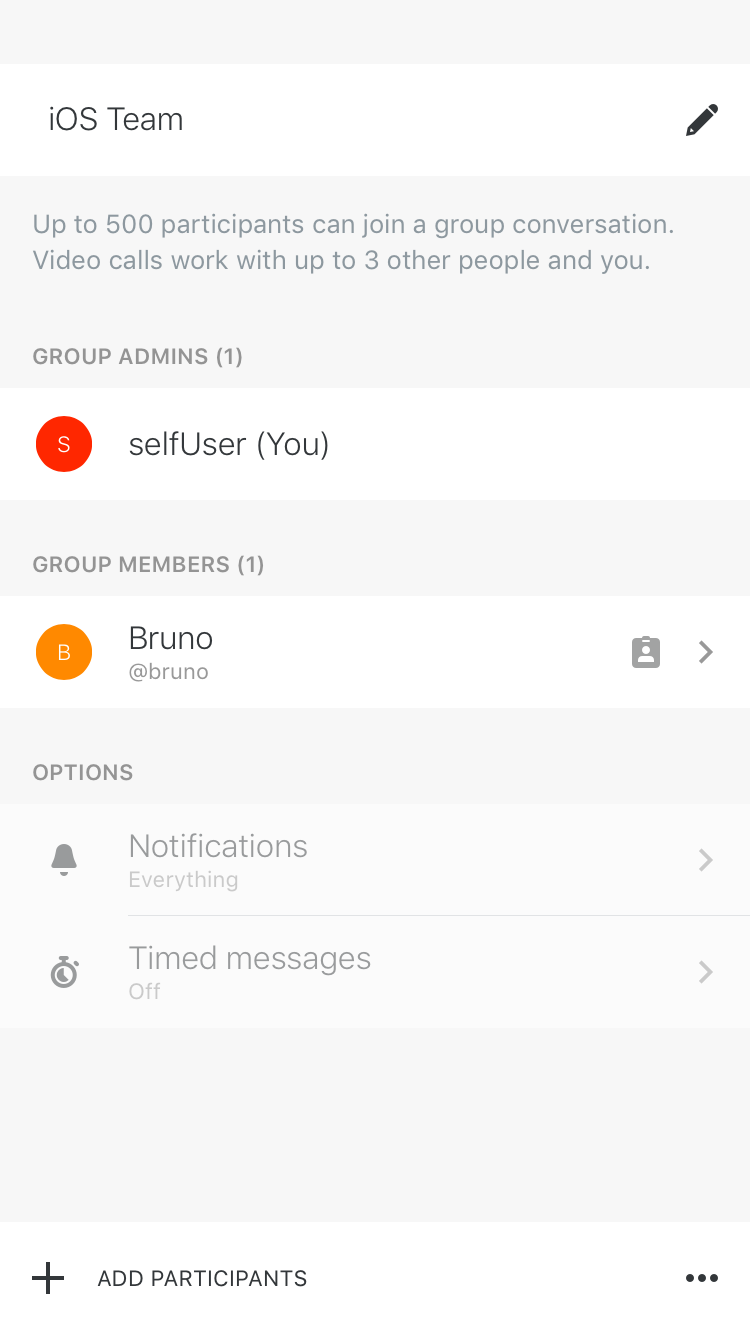 iOS Team
Up to 500 participants can join a group conversation.
Video calls work with up to 3 other people and you.
GROUP ADMINS (1)
S
selfUser (You)
GROUP MEMBERS (1)
B
Bruno
@bruno
OPTIONS
Notifications
Everything
Timed messages
Off
ADD PARTICIPANTS